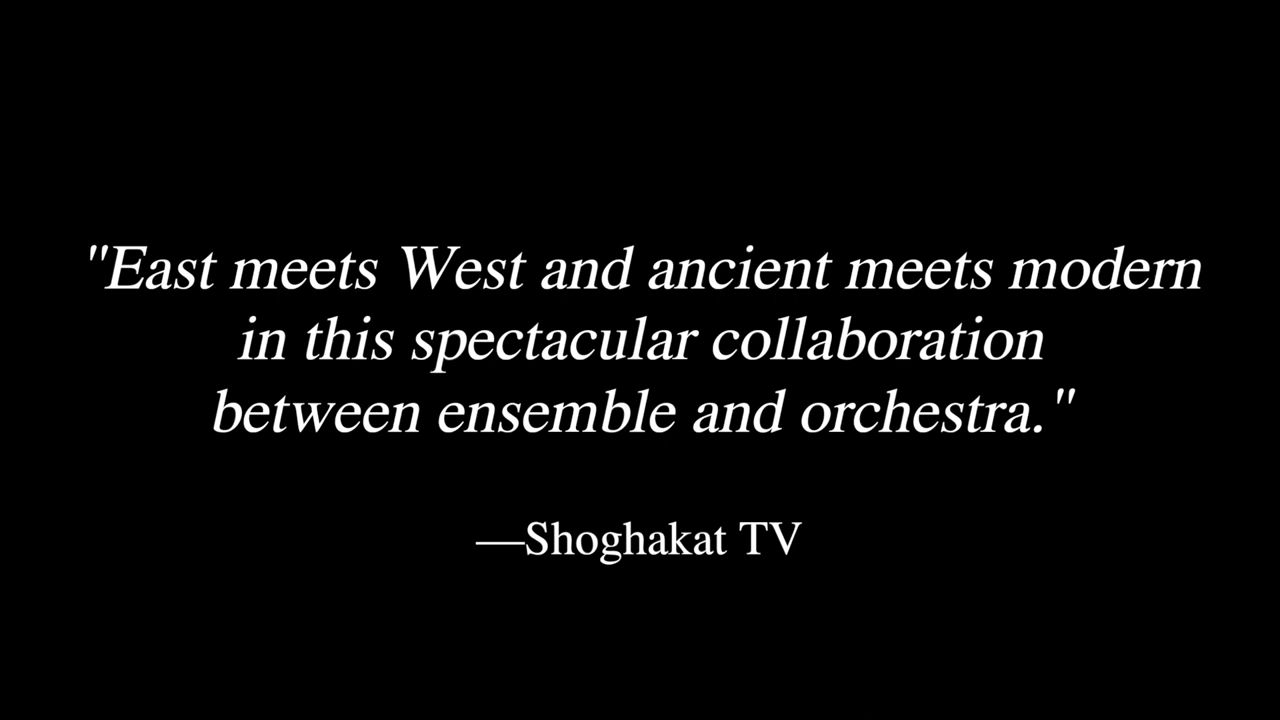 "East meets West and ancient meets modern
in this spectacular collaboration
between ensemble and orchestra."
—Shoghakat TV